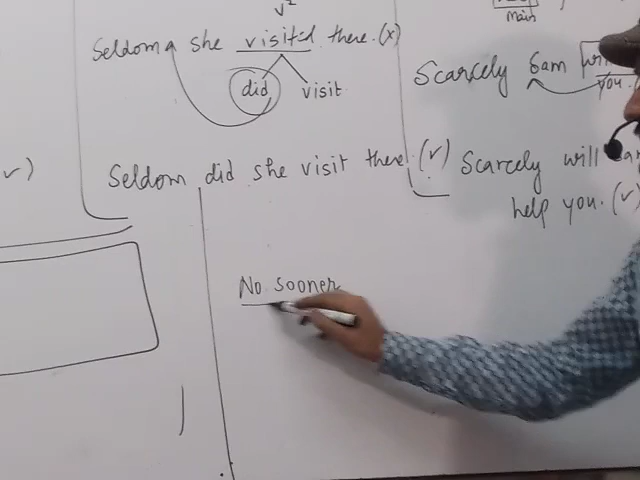 v²
Seldom she visited there. (x)
did visit
Seldom did she visit there. (✓)
✓)
Main
Scarcely Sam
you.
Scarcely will
help you. (✓)
No sooner